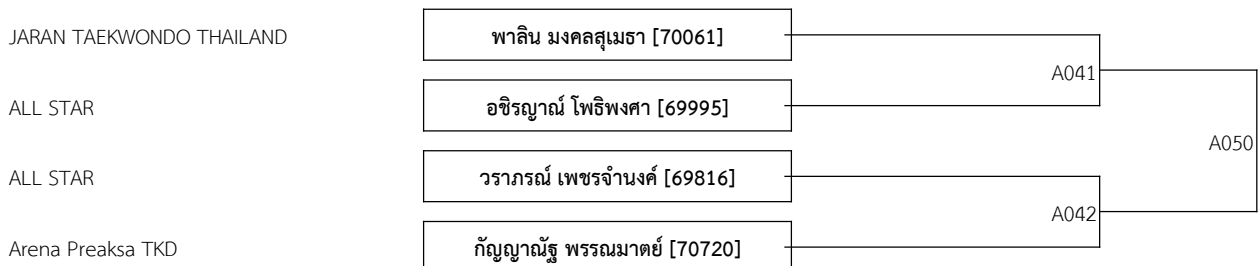 JARAN TAEKWONDO THAILAND พาลิน มงคลสุเมธา [70061]
A041
ALL STAR อชิรญาณ์ โพธิพงศา [69995]
A050
ALL STAR วราภรณ์ เพชรจำนงค์ [69816]
A042
Arena Preaksa TKD กัญญาณัฐ พรรณมาตย์ [70720]